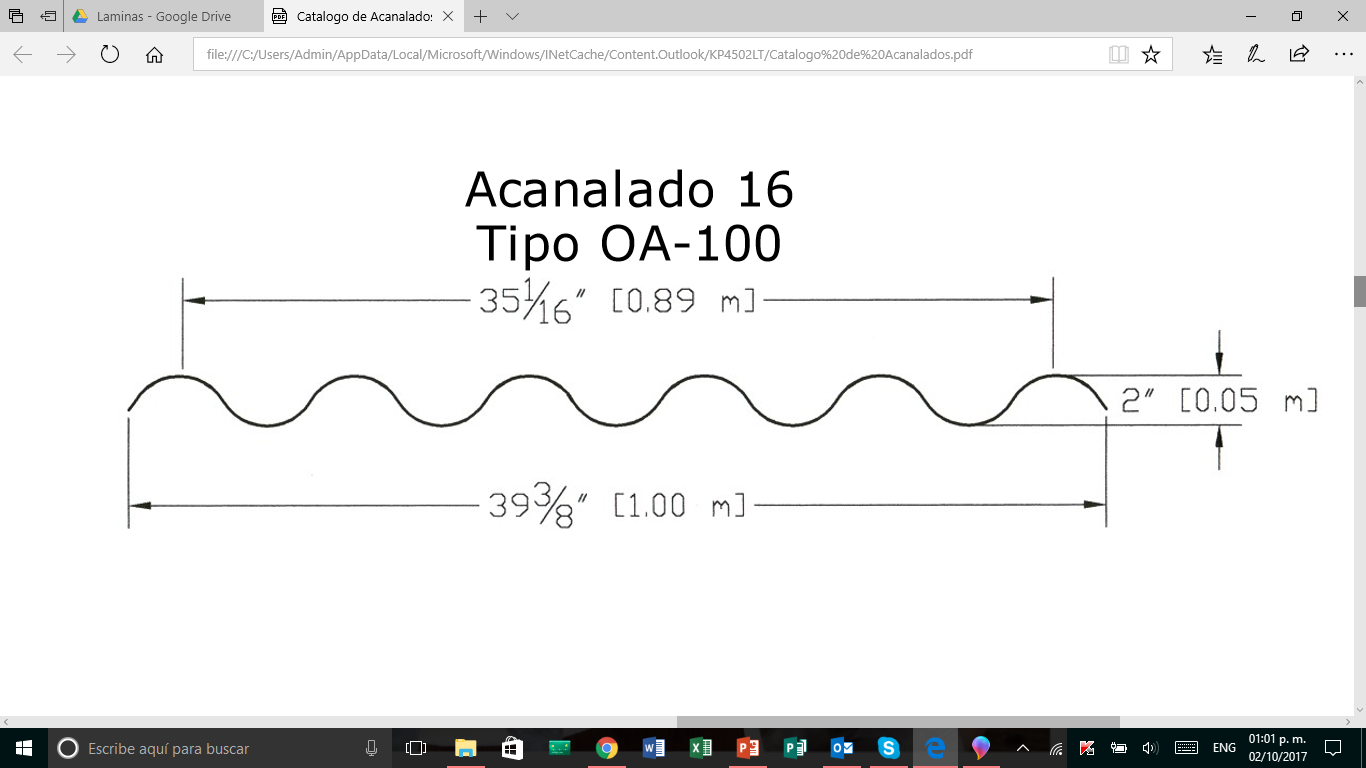 Laminas - Google Drive
Catalogo de Acanalados
file:///C:/Users/Admin/AppData/Local/Microsoft/Windows/INetCache/Content.Outlook/KP4502LT/Catalogo%20de%20Acanalados.pdf
Acanalado 16
Tipo OA-100
35 1/16" [0.89 m]
2" [0.05 m]
39 3/8" [1.00 m]
Escribe aquí para buscar
ENG
01:01 p. m.
02/10/2017